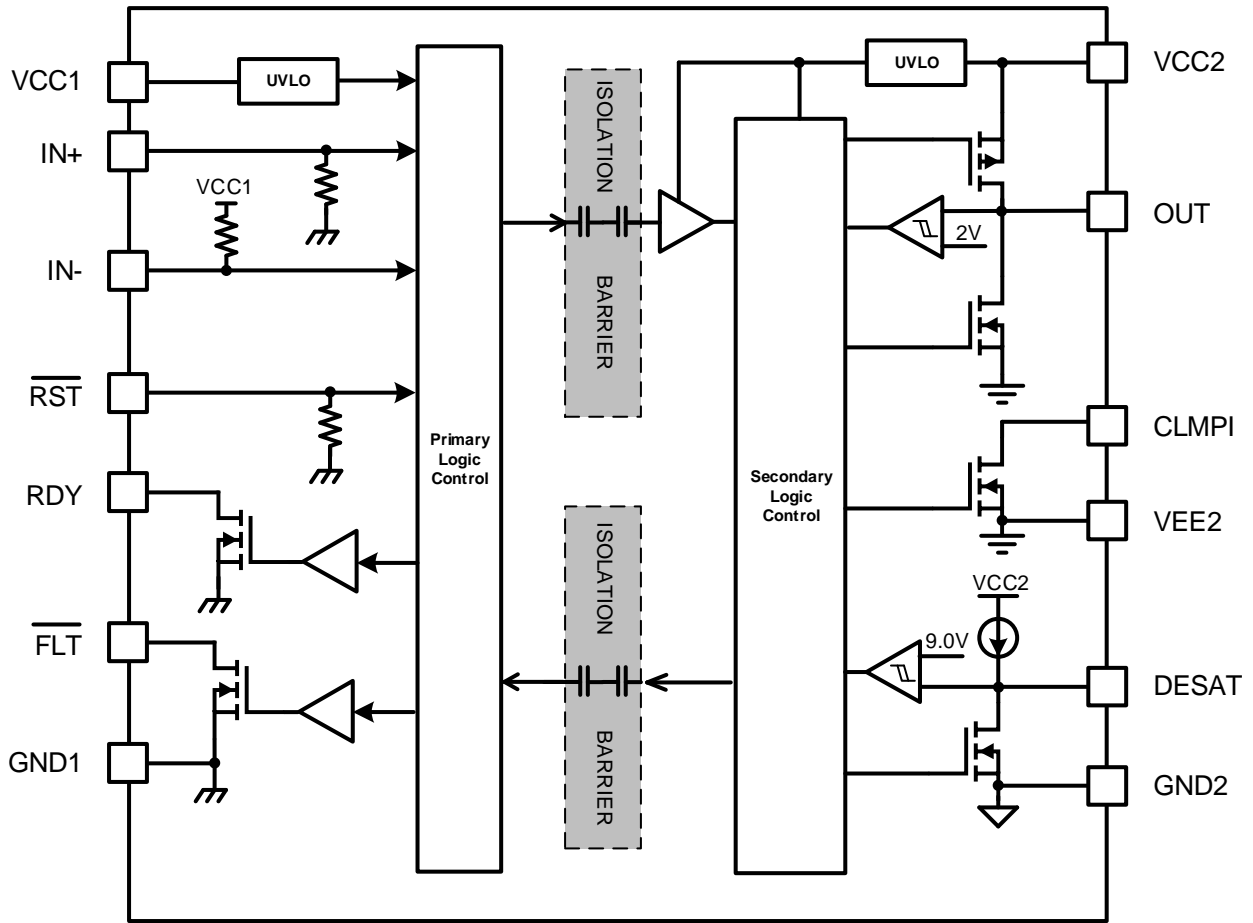 VCC1
IN+
VCC1
IN-
RST
RDY
FLT
GND1
UVLO
Primary
Logic
Control
ISOLATION
BARRIER
ISOLATION
BARRIER
UVLO
Secondary
Logic
Control
2V
VCC2
9.0V
VCC2
OUT
CLMPI
VEE2
DESAT
GND2